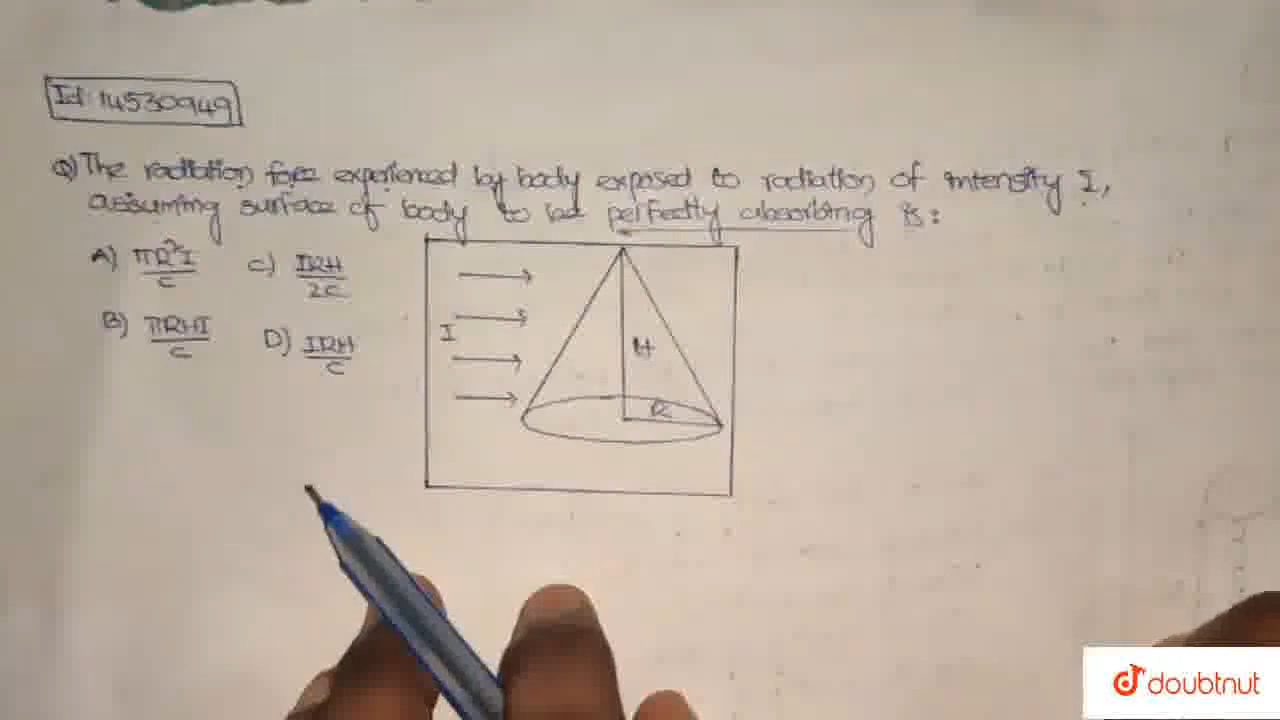 Id: 14530949
Q) The radiation force experienced by body exposed to radiation of intensity I,
assuming surface of body to be perfectly absorbing is:
A) πR²I/C C) IRH/2C
B) πRHI/C D) IRH/C
I
H
R
doubtnut